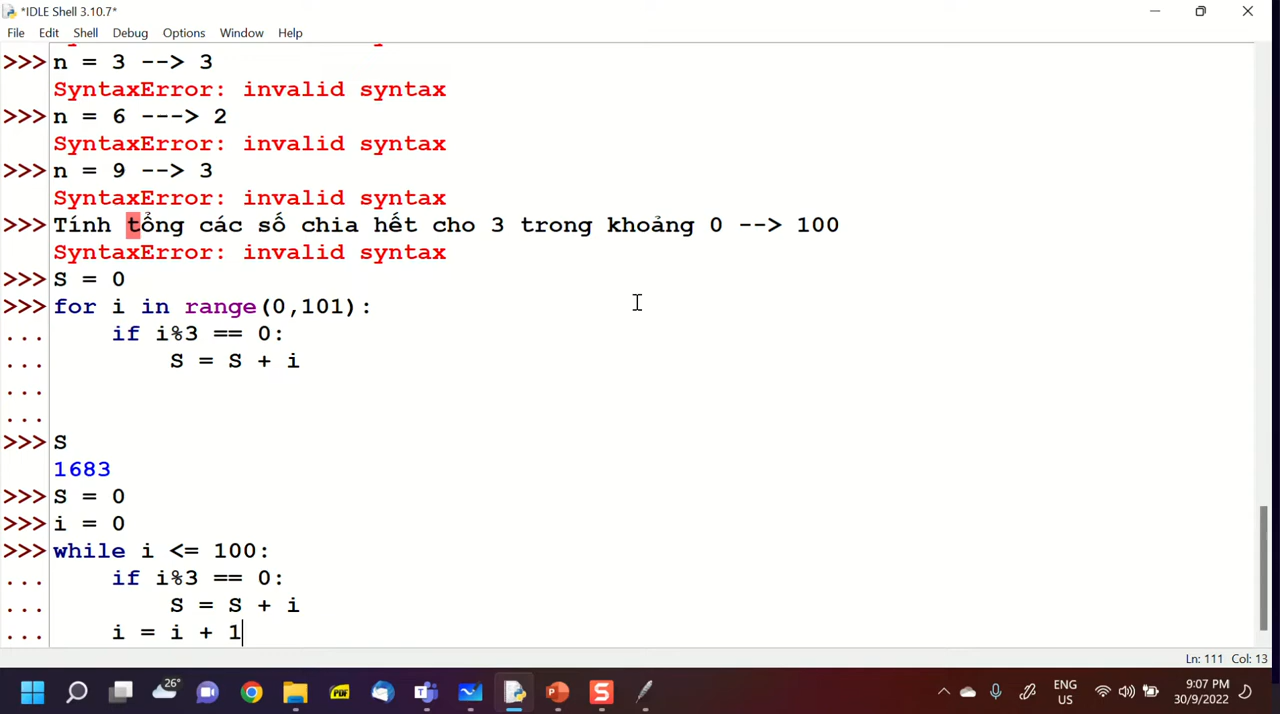 *IDLE Shell 3.10.7*
File Edit Shell Debug Options Window Help
>>> n = 3 --> 3
SyntaxError: invalid syntax
>>> n = 6 ---> 2
SyntaxError: invalid syntax
>>> n = 9 --> 3
SyntaxError: invalid syntax
>>> Tính tổng các số chia hết cho 3 trong khoảng 0 --> 100
SyntaxError: invalid syntax
>>> S = 0
>>> for i in range(0,101):
...     if i%3 == 0:
...         S = S + i
...
...
>>> S
1683
>>> S = 0
>>> i = 0
>>> while i <= 100:
...     if i%3 == 0:
...         S = S + i
...     i = i + 1
Ln: 111 Col: 13
26°
PDF
ENG
US
9:07 PM
30/9/2022